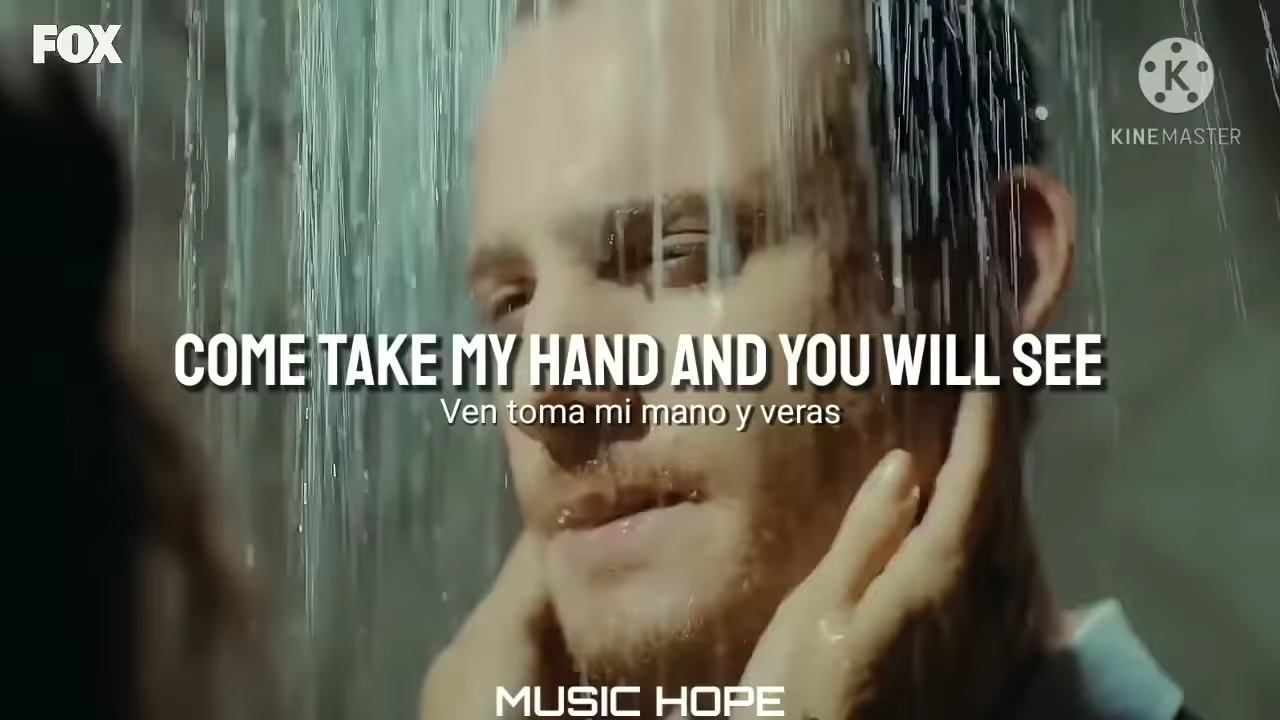 FOX
K
KINEMASTER
COME TAKE MY HAND AND YOU WILL SEE
Ven toma mi mano y veras
MUSIC HOPE